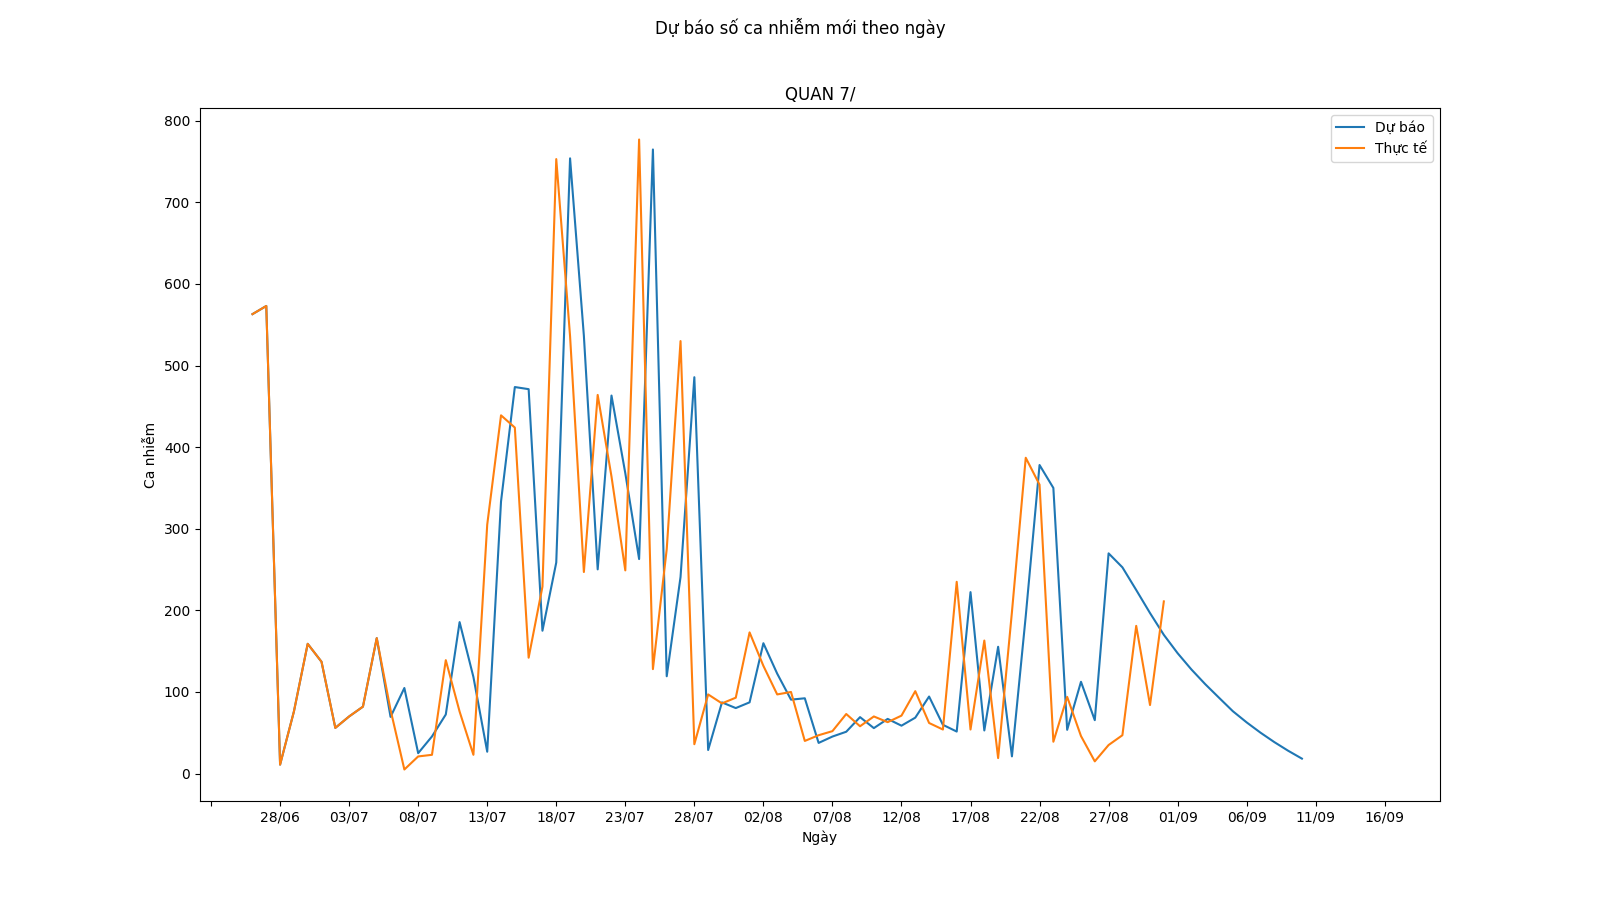 Dự báo số ca nhiễm mới theo ngày
QUAN 7/
Dự báo
Thực tế
800
700
600
500
400
300
200
100
0
Ca nhiễm
28/06 03/07 08/07 13/07 18/07 23/07 28/07 02/08 07/08 12/08 17/08 22/08 27/08 01/09 06/09 11/09 16/09
Ngày